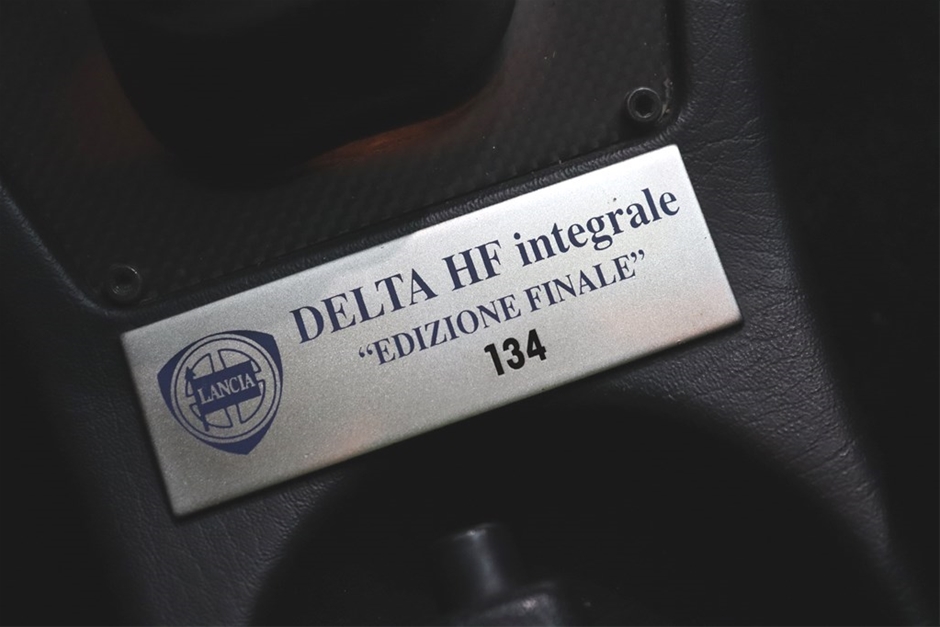 DELTA HF integrale
“EDIZIONE FINALE”
134
LANCIA